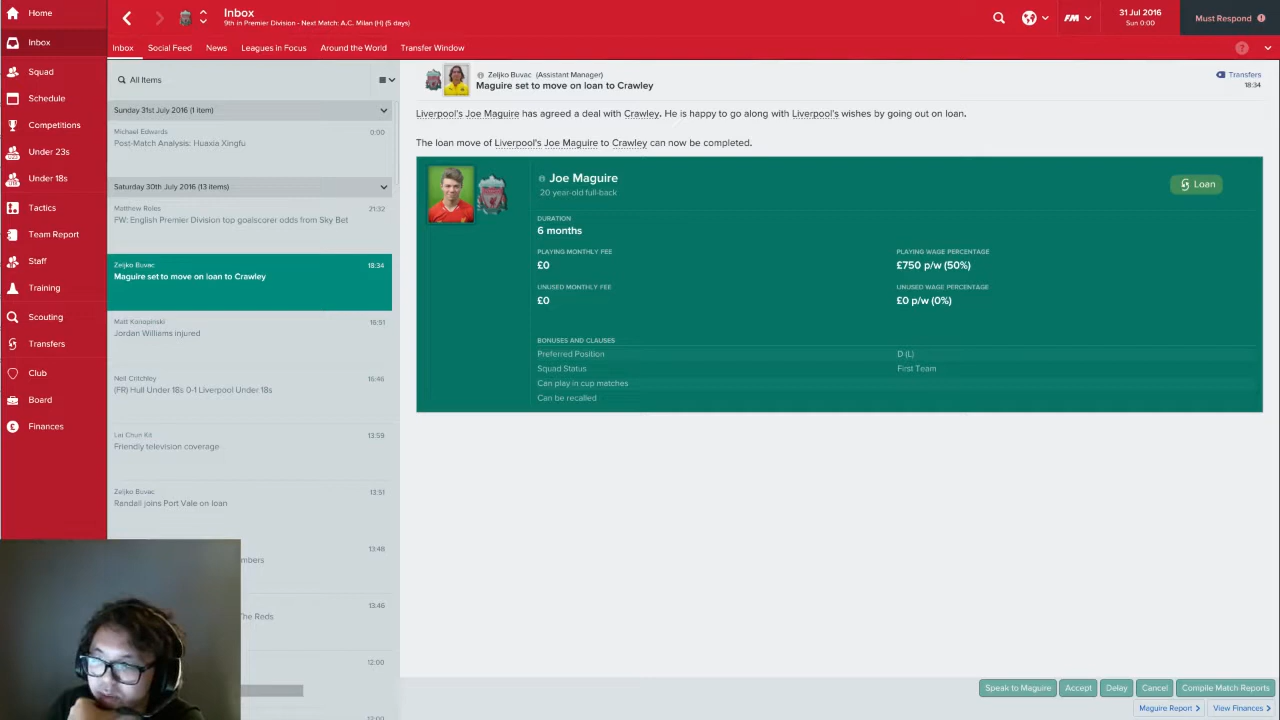 Home
Inbox
Squad
Schedule
Competitions
Under 23s
Under 18s
Tactics
Team Report
Staff
Training
Scouting
Transfers
Club
Board
Finances
Inbox
9th in Premier Division - Next Match: A.C. Milan (H) (5 days)
FM
31 Jul 2016
Sun 0:00
Must Respond
Inbox
Social Feed
News
Leagues in Focus
Around the World
Transfer Window
?
All Items
Sunday 31st July 2016 (1 item)
Michael Edwards 0:00
Post-Match Analysis: Huaxia Xingfu
Saturday 30th July 2016 (13 items)
Matthew Roles 21:32
FW: English Premier Division top goalscorer odds from Sky Bet
Zeljko Buvac 18:34
Maguire set to move on loan to Crawley
Matt Konopinski 16:51
Jordan Williams injured
Neil Critchley 16:46
(FR) Hull Under 18s 0-1 Liverpool Under 18s
Lai Chun Kit 13:59
Friendly television coverage
Zeljko Buvac 13:51
Randall joins Port Vale on loan
13:48
mbers
13:46
The Reds
12:00
12:00
Zeljko Buvac (Assistant Manager)
Maguire set to move on loan to Crawley
Transfers
18:34
Liverpool's Joe Maguire has agreed a deal with Crawley. He is happy to go along with Liverpool's wishes by going out on loan.
The loan move of Liverpool's Joe Maguire to Crawley can now be completed.
Joe Maguire
20 year-old full-back
Loan
DURATION
6 months
PLAYING MONTHLY FEE PLAYING WAGE PERCENTAGE
£0 £750 p/w (50%)
UNUSED MONTHLY FEE UNUSED WAGE PERCENTAGE
£0 £0 p/w (0%)
BONUSES AND CLAUSES
Preferred Position D (L)
Squad Status First Team
Can play in cup matches
Can be recalled
Speak to Maguire Accept Delay Cancel Compile Match Reports
Maguire Report View Finances